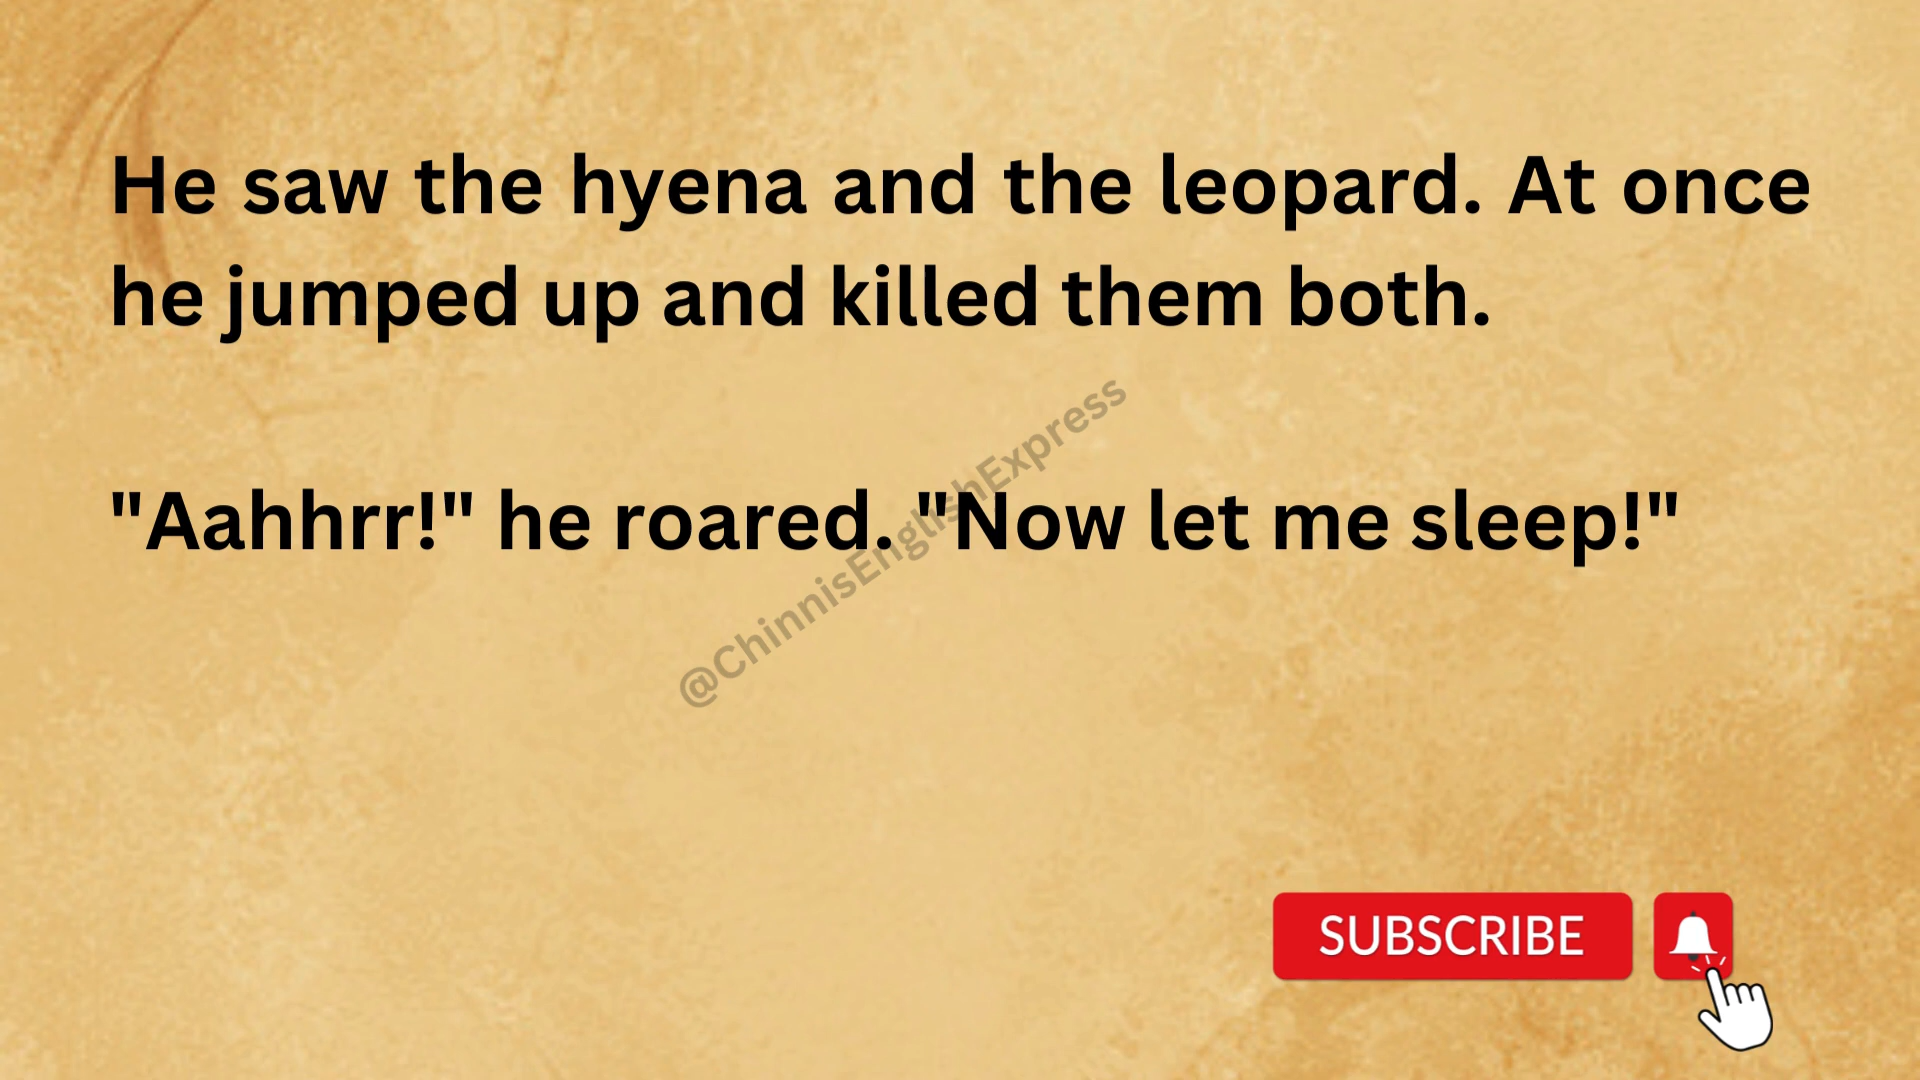 He saw the hyena and the leopard. At once
he jumped up and killed them both.
"Aahhrr!" he roared. "Now let me sleep!"
@ChinnisEnglishExpress
SUBSCRIBE